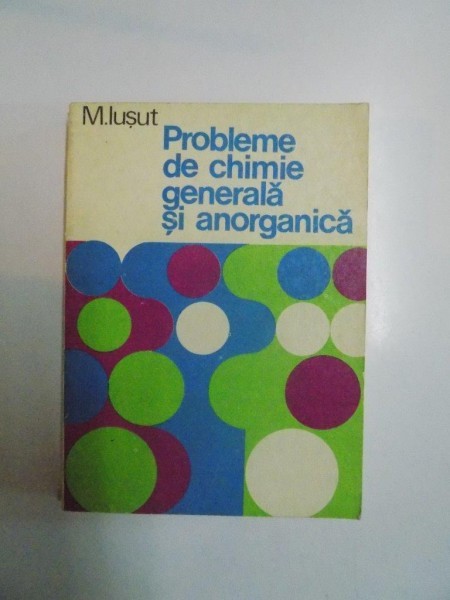 M.Iușut
Probleme
de chimie
generală
și anorganică